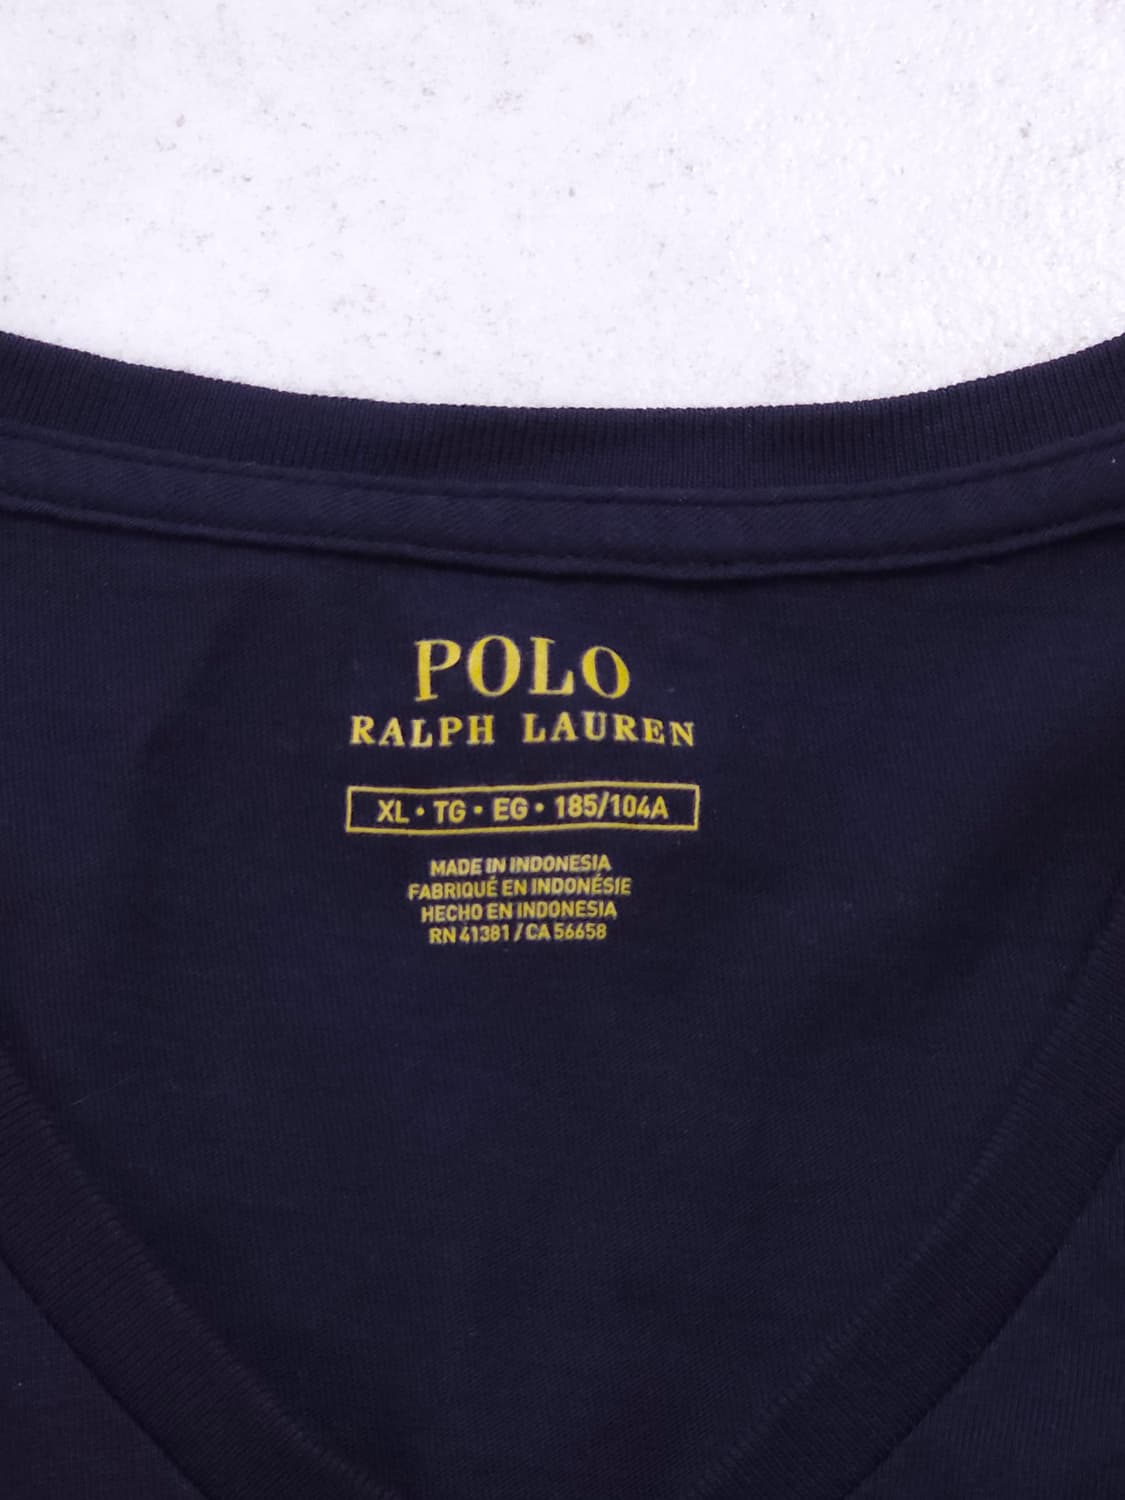 POLO
RALPH LAUREN
XL • TG • EG • 185/104A
MADE IN INDONESIA
FABRIQUÉ EN INDONÉSIE
HECHO EN INDONESIA
RN 41381 / CA 56658